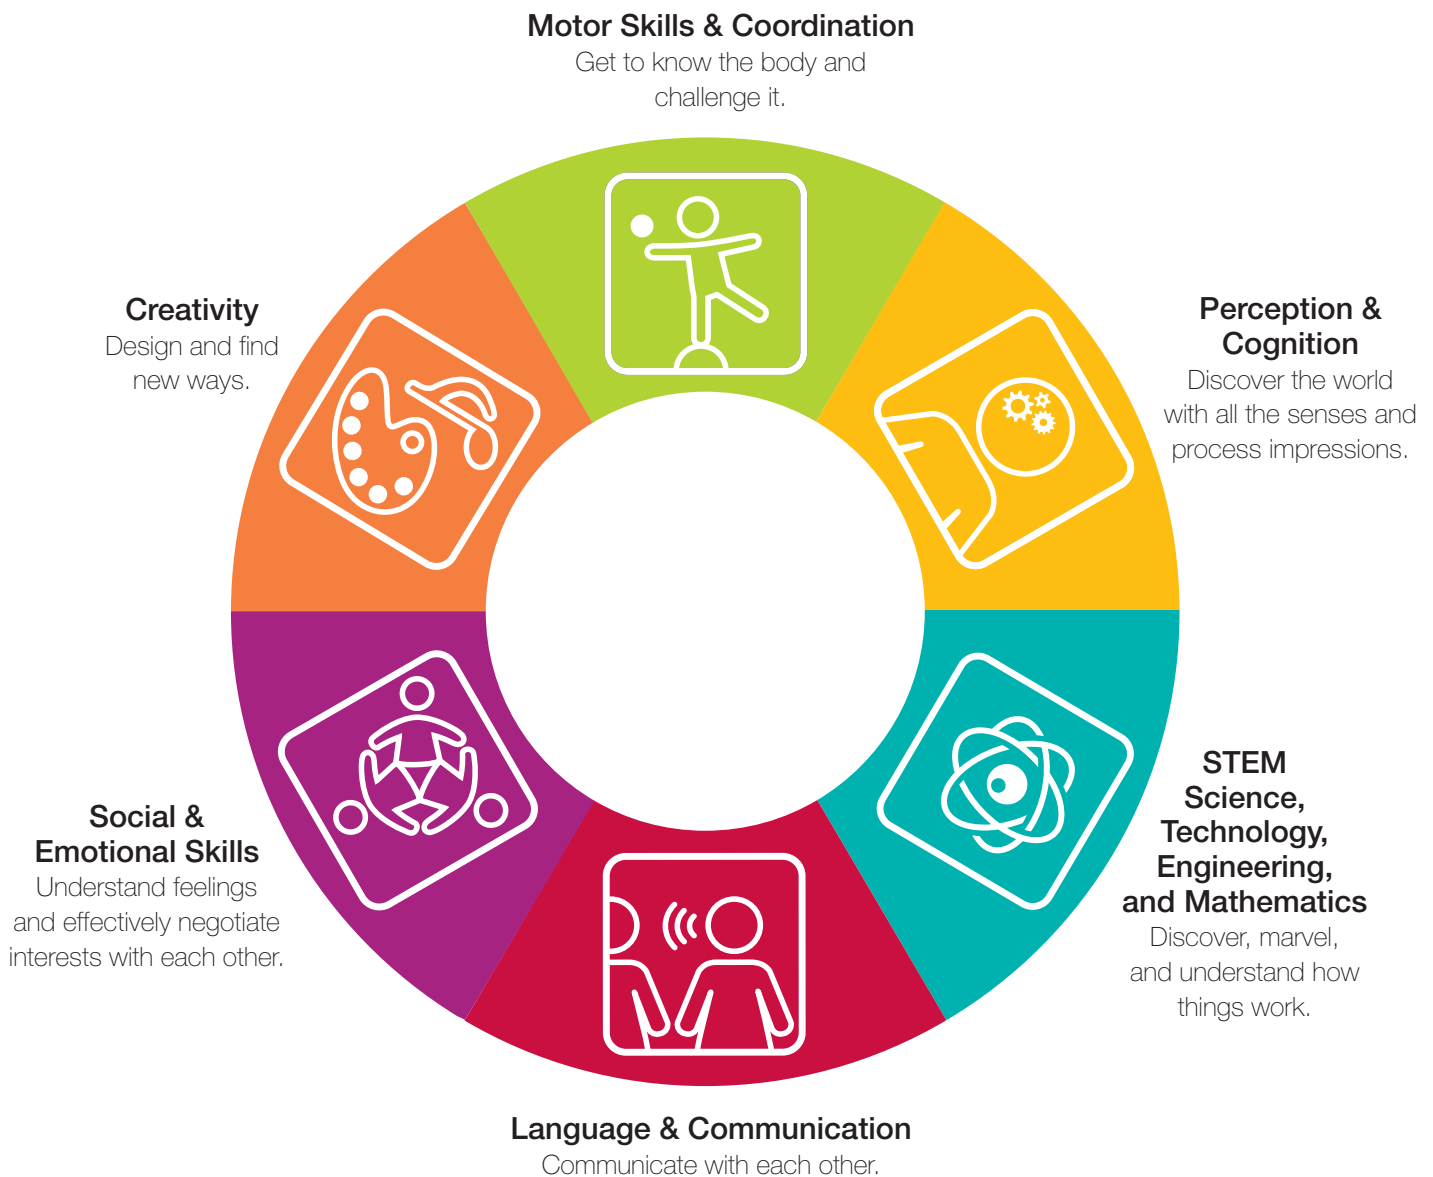 Motor Skills & Coordination
Get to know the body and
challenge it.
Perception &
Cognition
Discover the world
with all the senses and
process impressions.
STEM
Science,
Technology,
Engineering,
and Mathematics
Discover, marvel,
and understand how
things work.
Language & Communication
Communicate with each other.
Social &
Emotional Skills
Understand feelings
and effectively negotiate
interests with each other.
Creativity
Design and find
new ways.